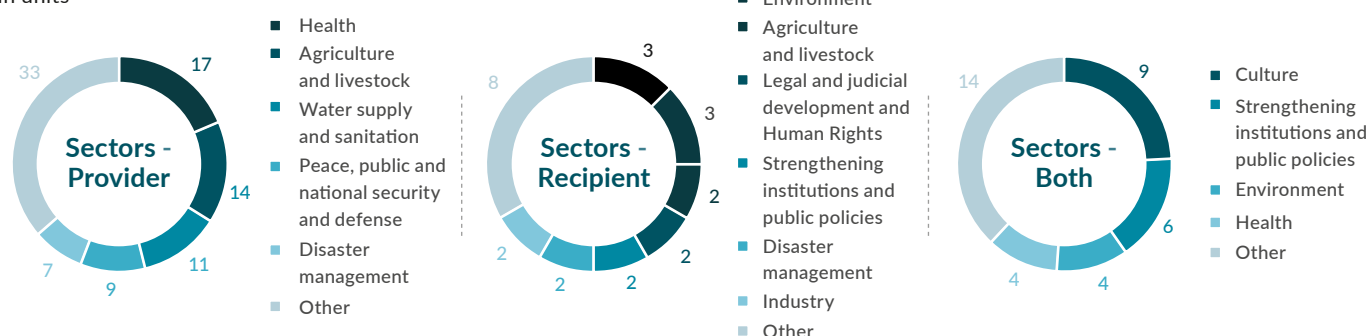 in units
33
17
14
11
9
7
Sectors -
Provider
Health
Agriculture
and livestock
Water supply
and sanitation
Peace, public and
national security
and defense
Disaster
management
Other
8
3
3
2
2
2
2
2
Sectors -
Recipient
Environment
Agriculture
and livestock
Legal and judicial
development and
Human Rights
Strengthening
institutions and
public policies
Disaster
management
Industry
Other
14
9
6
4
4
Sectors -
Both
Culture
Strengthening
institutions and
public policies
Environment
Health
Other